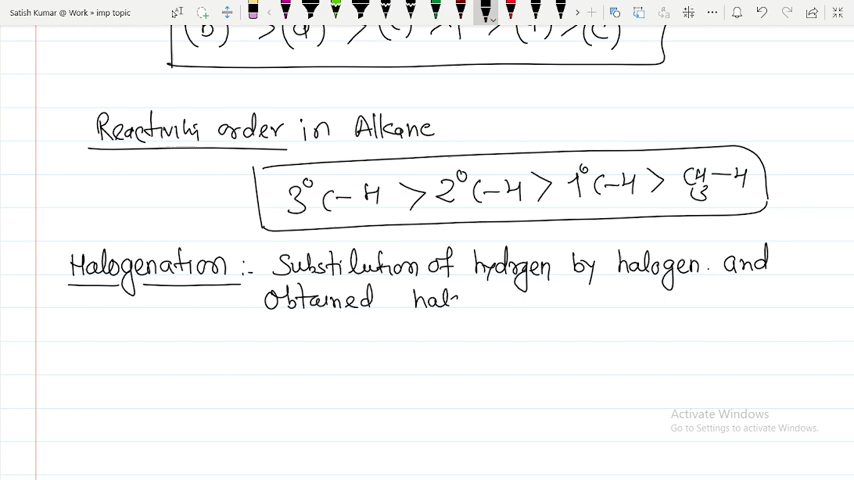 Satish Kumar @ Work » imp topic
Reactivity order in Alkane
3° C-H > 2° C-H > 1° C-H > CH3-H
Halogenation :- Substitution of hydrogen by halogen. and
Obtained hal
Activate Windows
Go to Settings to activate Windows.